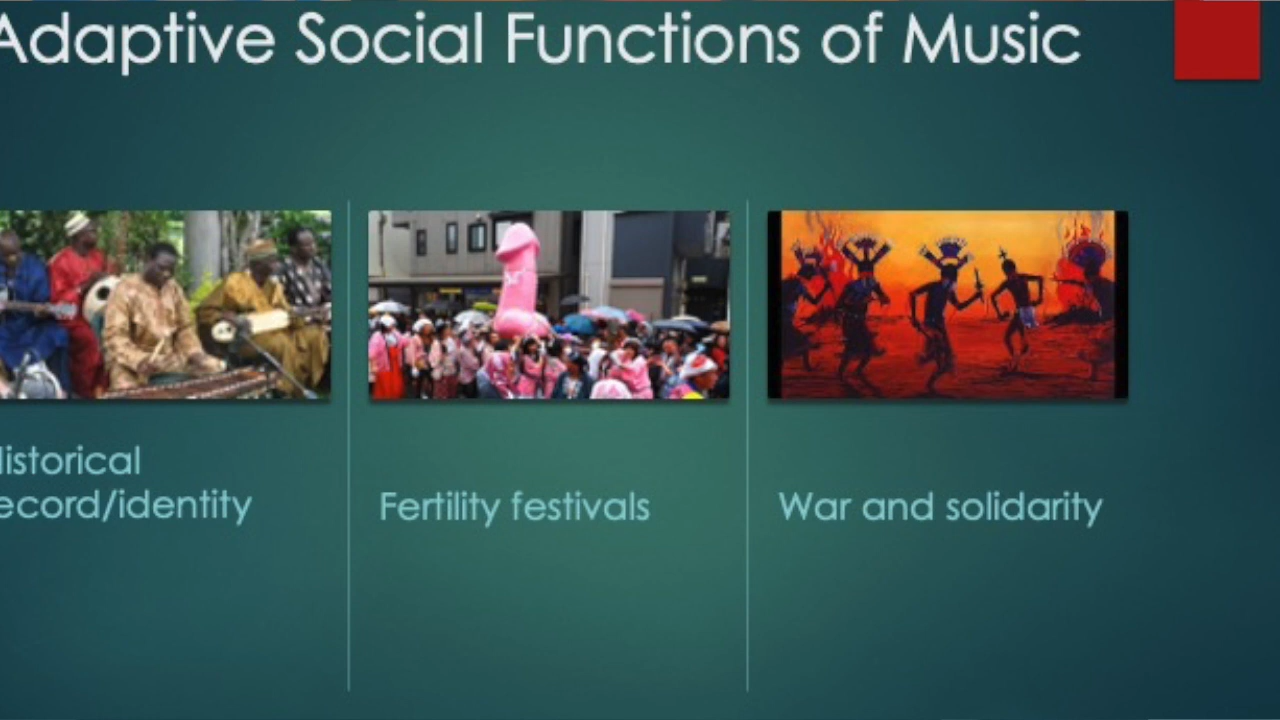 Adaptive Social Functions of Music
istorical
ecord/identity
Fertility festivals
War and solidarity